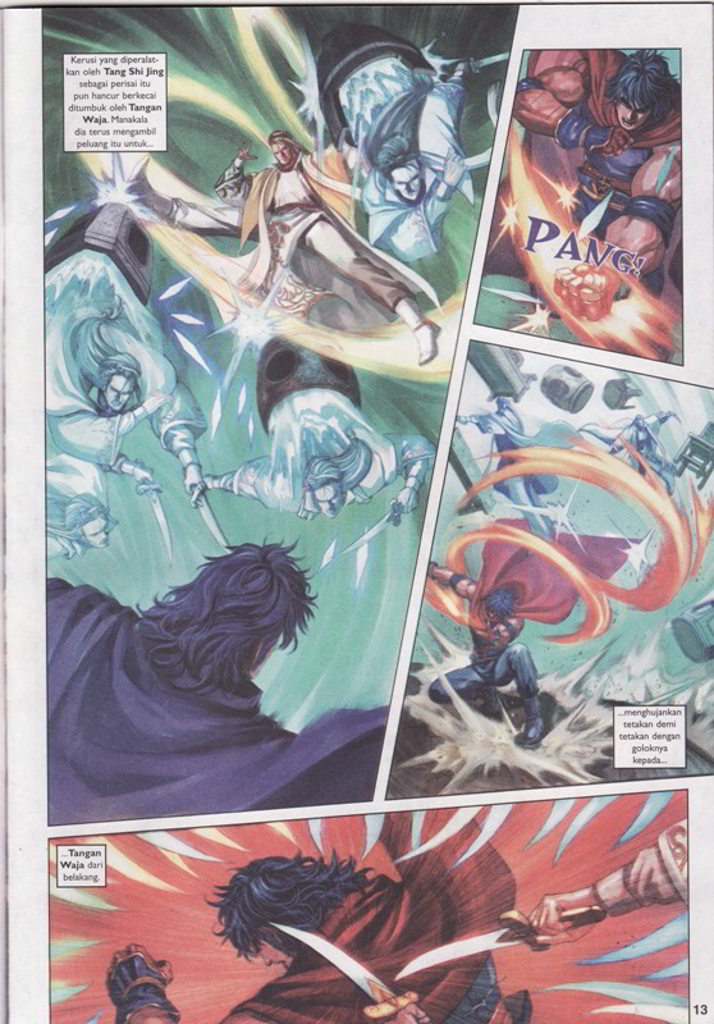 Kerusi yang diperalat-
kan oleh Tang Shi Jing
sebagai perisai itu
pun hancur berkecai
ditumbuk oleh Tangan
Waja. Manakala
dia terus mengambil
peluang itu untuk...
PANG!
...menghujankan
tetakan demi
tetakan dengan
goloknya
kepada...
...Tangan
Waja dari
belakang.
13